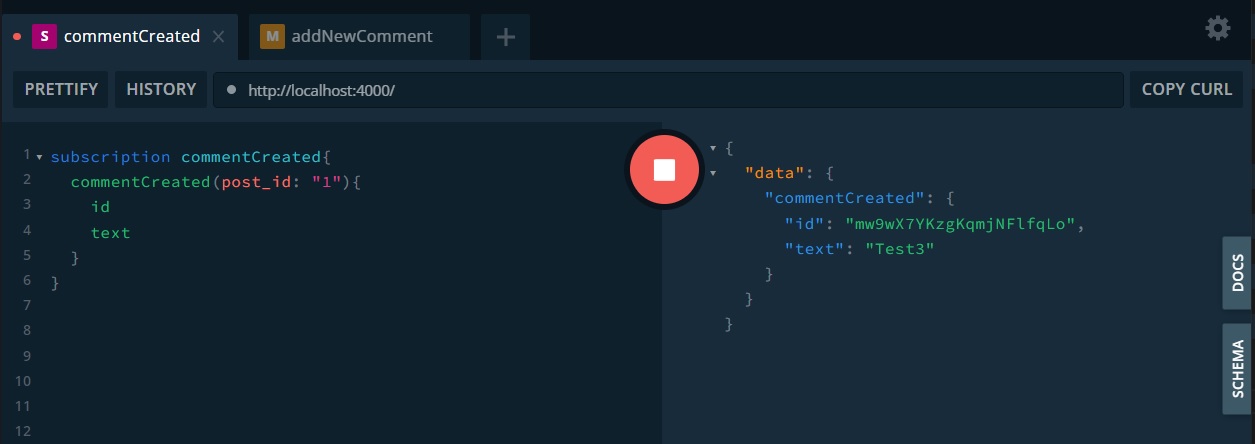 S commentCreated × M addNewComment +
PRETTIFY HISTORY http://localhost:4000/ COPY CURL
1 subscription commentCreated{
2 commentCreated(post_id: "1"){
3 id
4 text
5 }
6 }
7
8
9
10
11
12
{
"data": {
"commentCreated": {
"id": "mw9wX7YKzgKqmjNFlfqLo",
"text": "Test3"
}
}
}
DOCS
SCHEMA